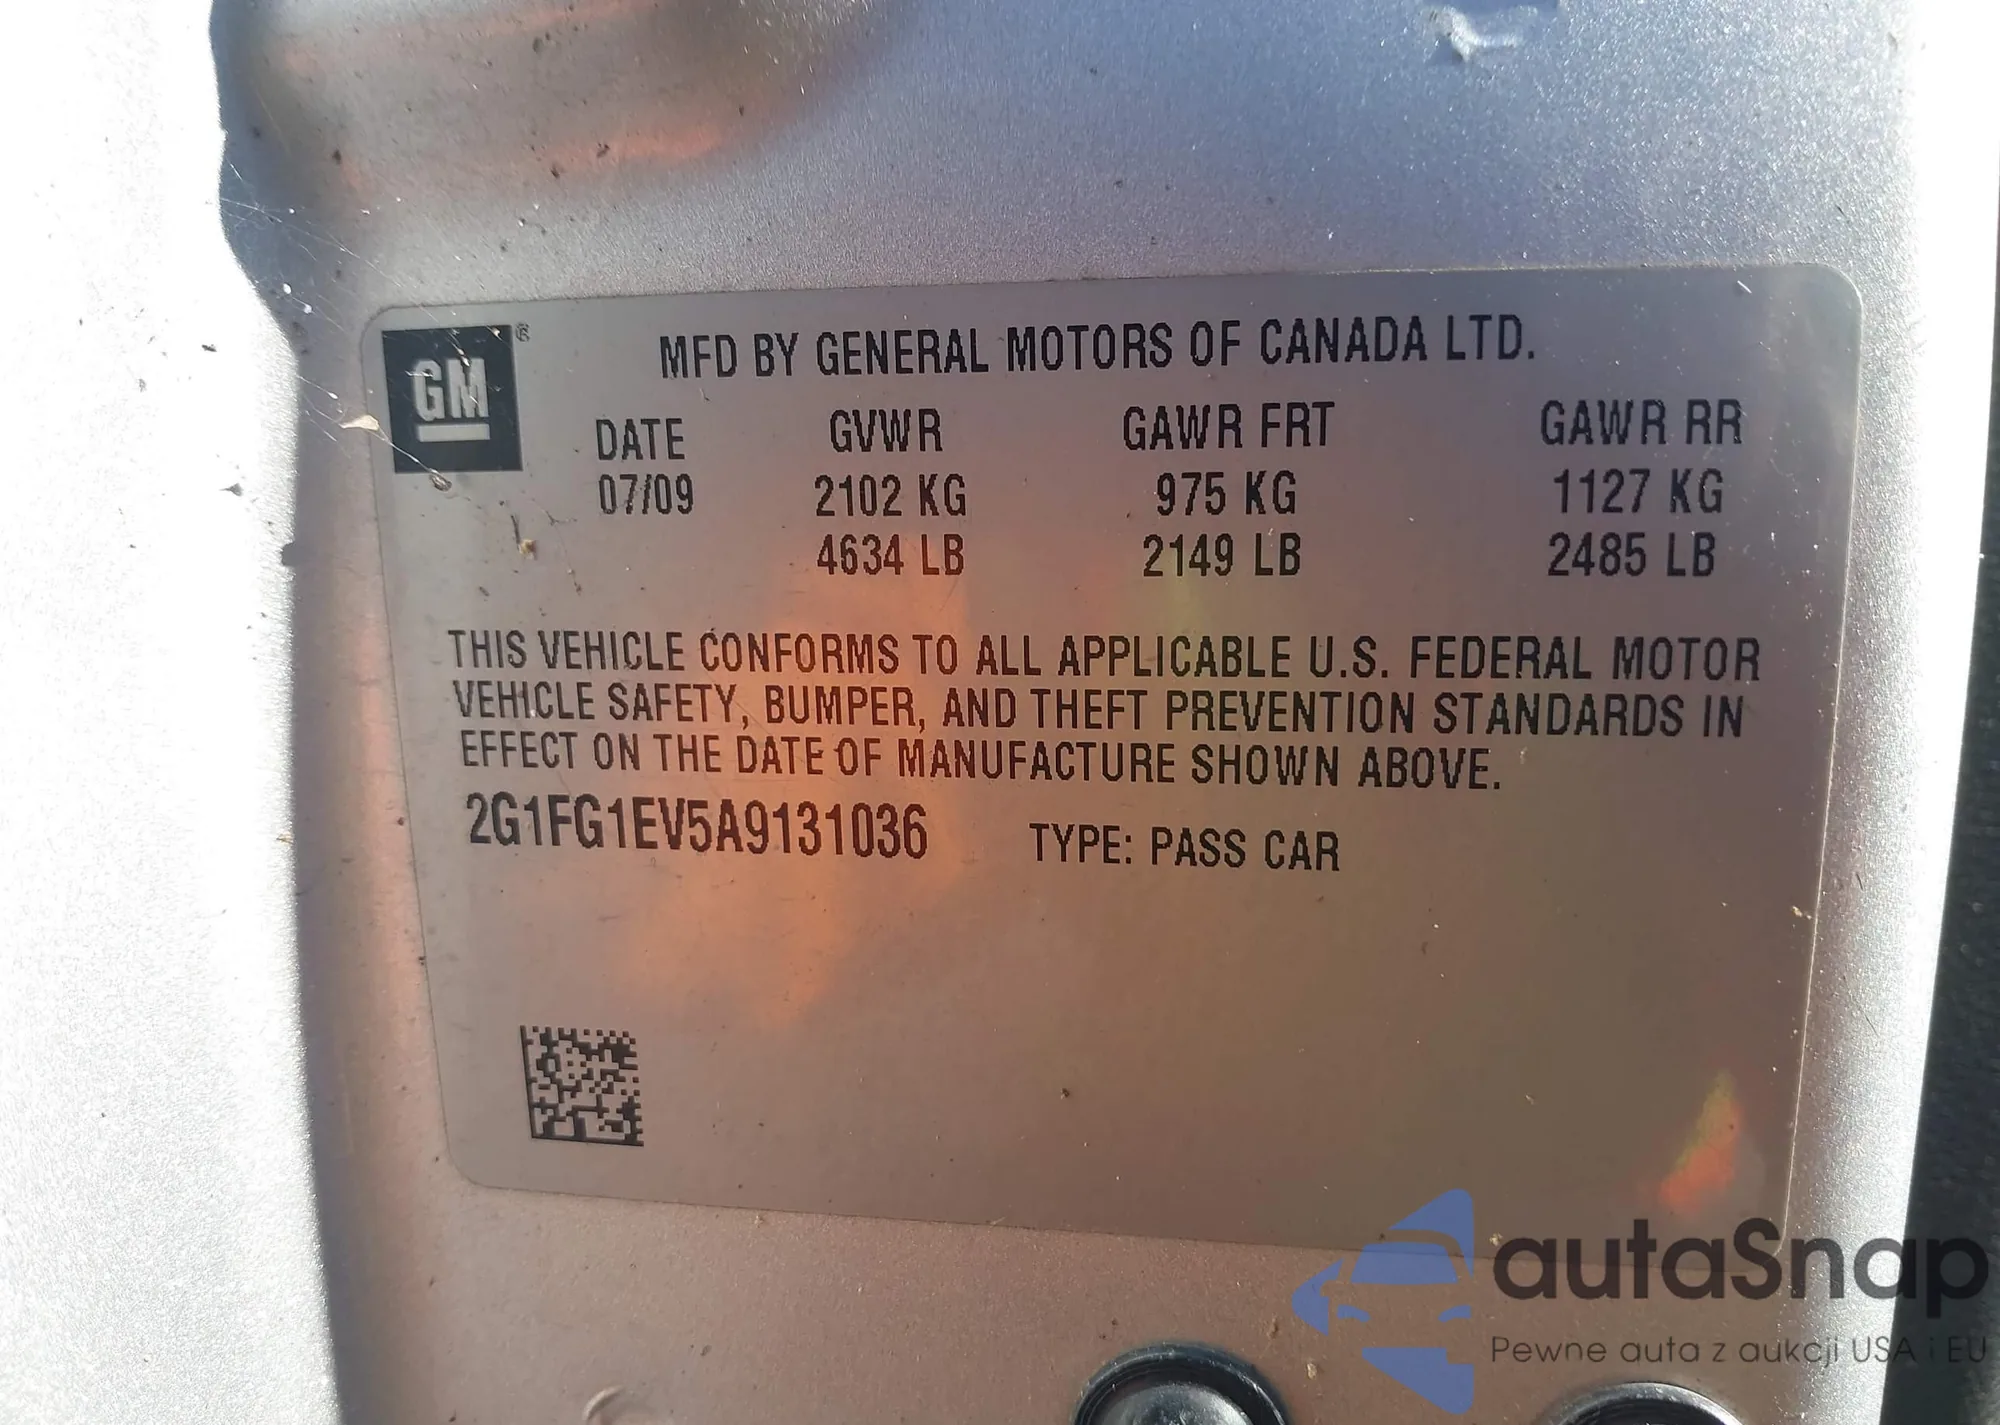 GM ®
MFD BY GENERAL MOTORS OF CANADA LTD.
DATE GVWR GAWR FRT GAWR RR
07/09 2102 KG 975 KG 1127 KG
4634 LB 2149 LB 2485 LB
THIS VEHICLE CONFORMS TO ALL APPLICABLE U.S. FEDERAL MOTOR
VEHICLE SAFETY, BUMPER, AND THEFT PREVENTION STANDARDS IN
EFFECT ON THE DATE OF MANUFACTURE SHOWN ABOVE.
2G1FG1EV5A9131036 TYPE: PASS CAR
autaSnap
Pewne auta z aukcji USA i EU